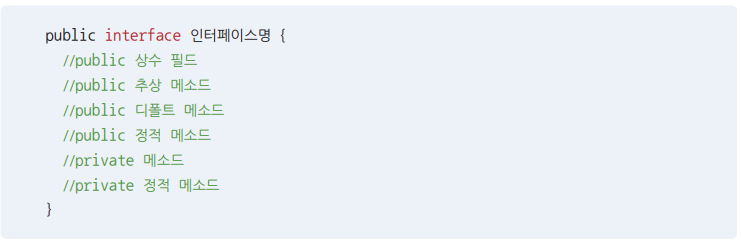 public interface 인터페이스명 {
//public 상수 필드
//public 추상 메소드
//public 디폴트 메소드
//public 정적 메소드
//private 메소드
//private 정적 메소드
}